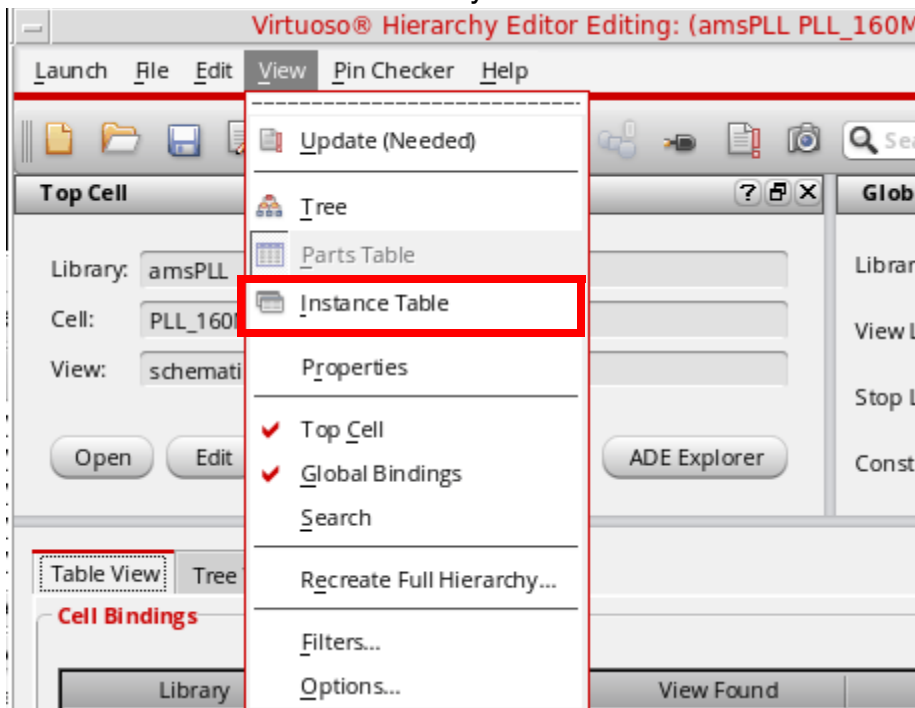 Virtuoso® Hierarchy Editor Editing: (amsPLL PLL_160M
Launch File Edit View Pin Checker Help
Update (Needed)
Top Cell
Glob
Tree
Parts Table
Library: amsPLL
Librar
Instance Table
Cell: PLL_160
View L
Properties
View: schemati
Stop L
Top Cell
Open Edit ADE Explorer
Global Bindings
Const
Search
Table View Tree
Recreate Full Hierarchy...
Cell Bindings
Filters...
Library View Found
Options...